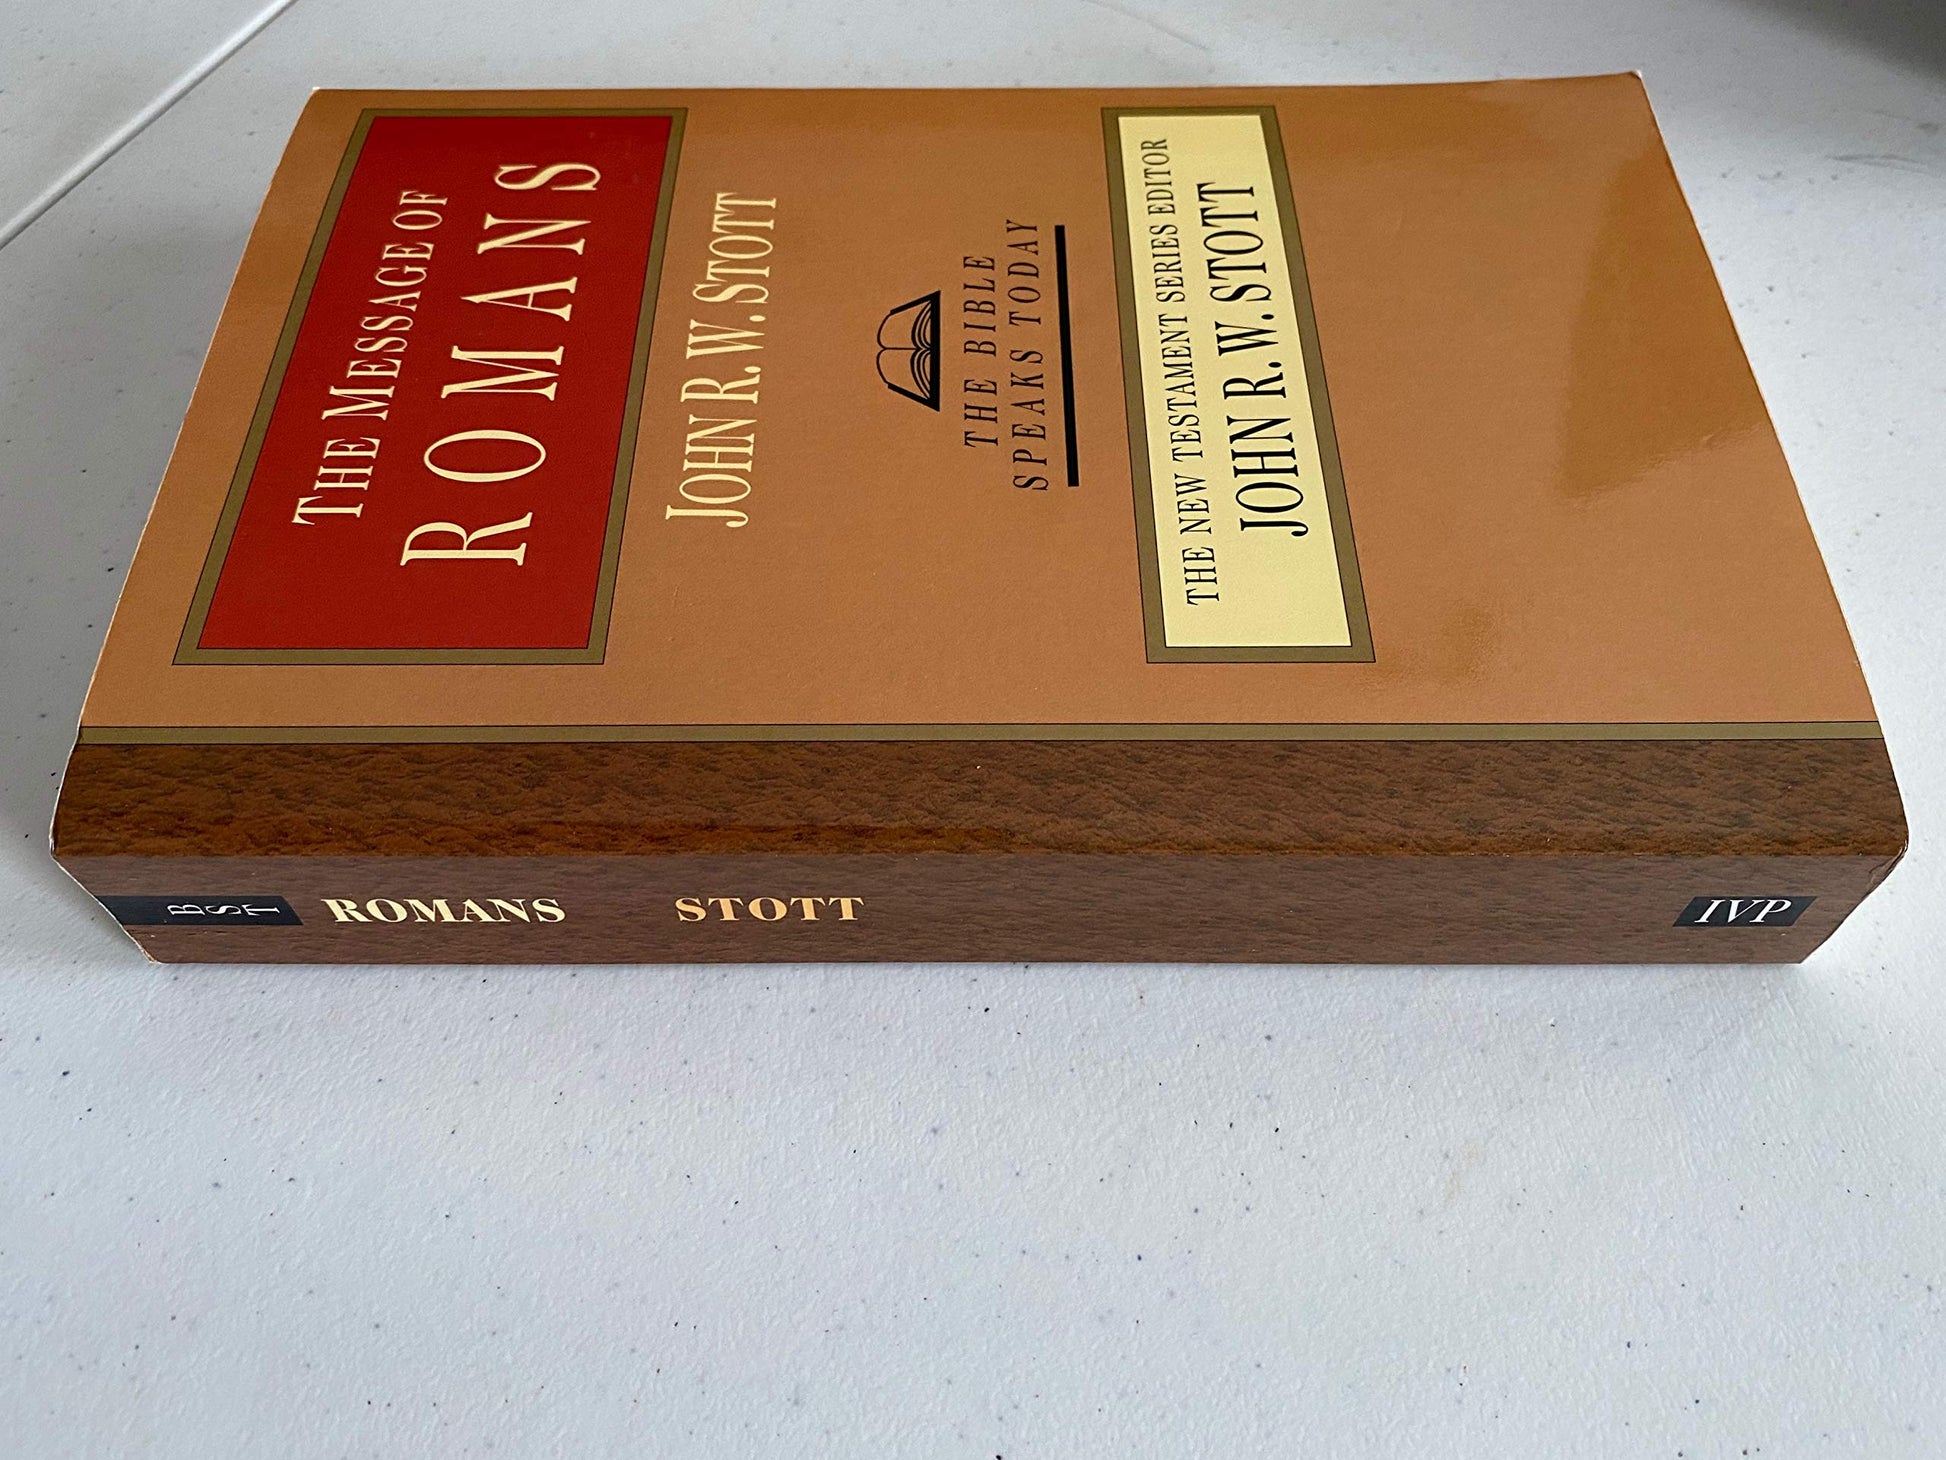 THE MESSAGE OF
ROMANS
JOHN R. W. STOTT
THE BIBLE
SPEAKS TODAY
THE NEW TESTAMENT SERIES EDITOR
JOHN R. W. STOTT
BST
ROMANS
STOTT
IVP